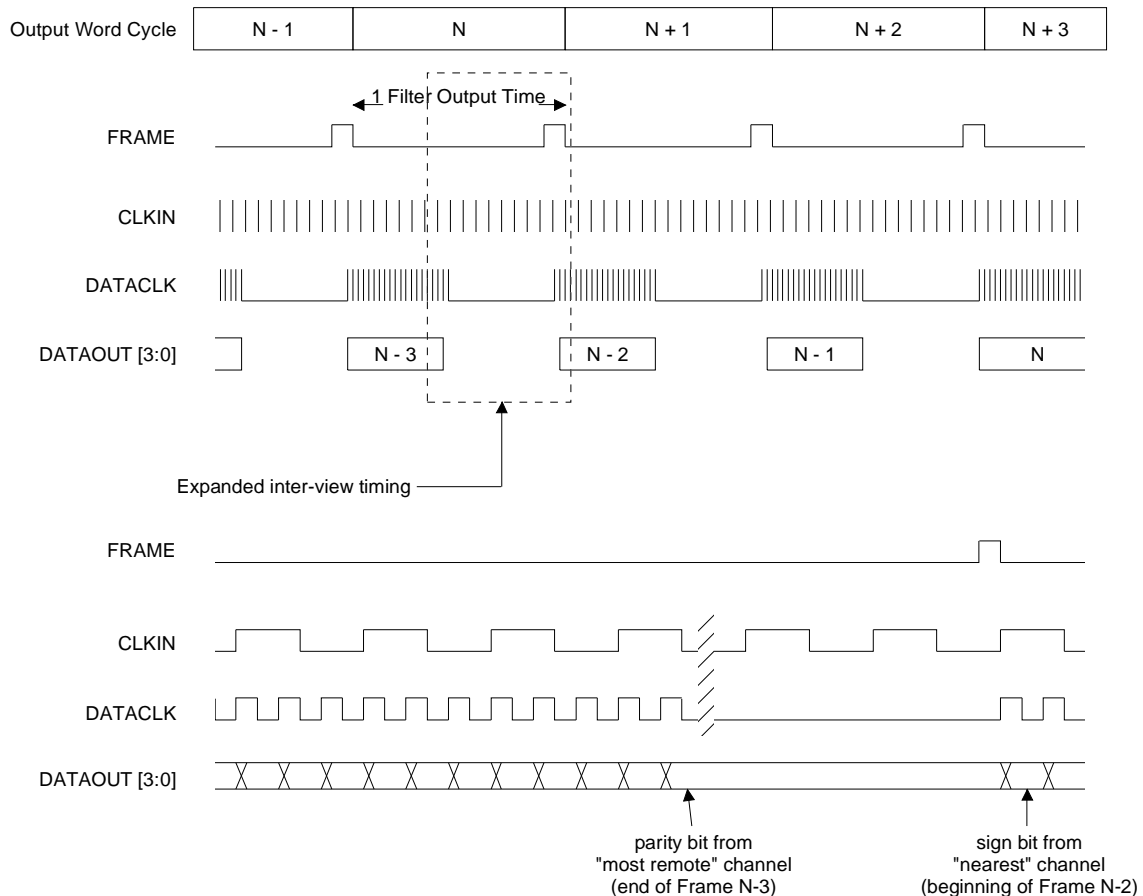 Output Word Cycle N - 1 N N + 1 N + 2 N + 3
1 Filter Output Time
FRAME
CLKIN
DATACLK
DATAOUT [3:0] N - 3 N - 2 N - 1 N
Expanded inter-view timing
FRAME
CLKIN
DATACLK
DATAOUT [3:0]
parity bit from
"most remote" channel
(end of Frame N-3)
sign bit from
"nearest" channel
(beginning of Frame N-2)